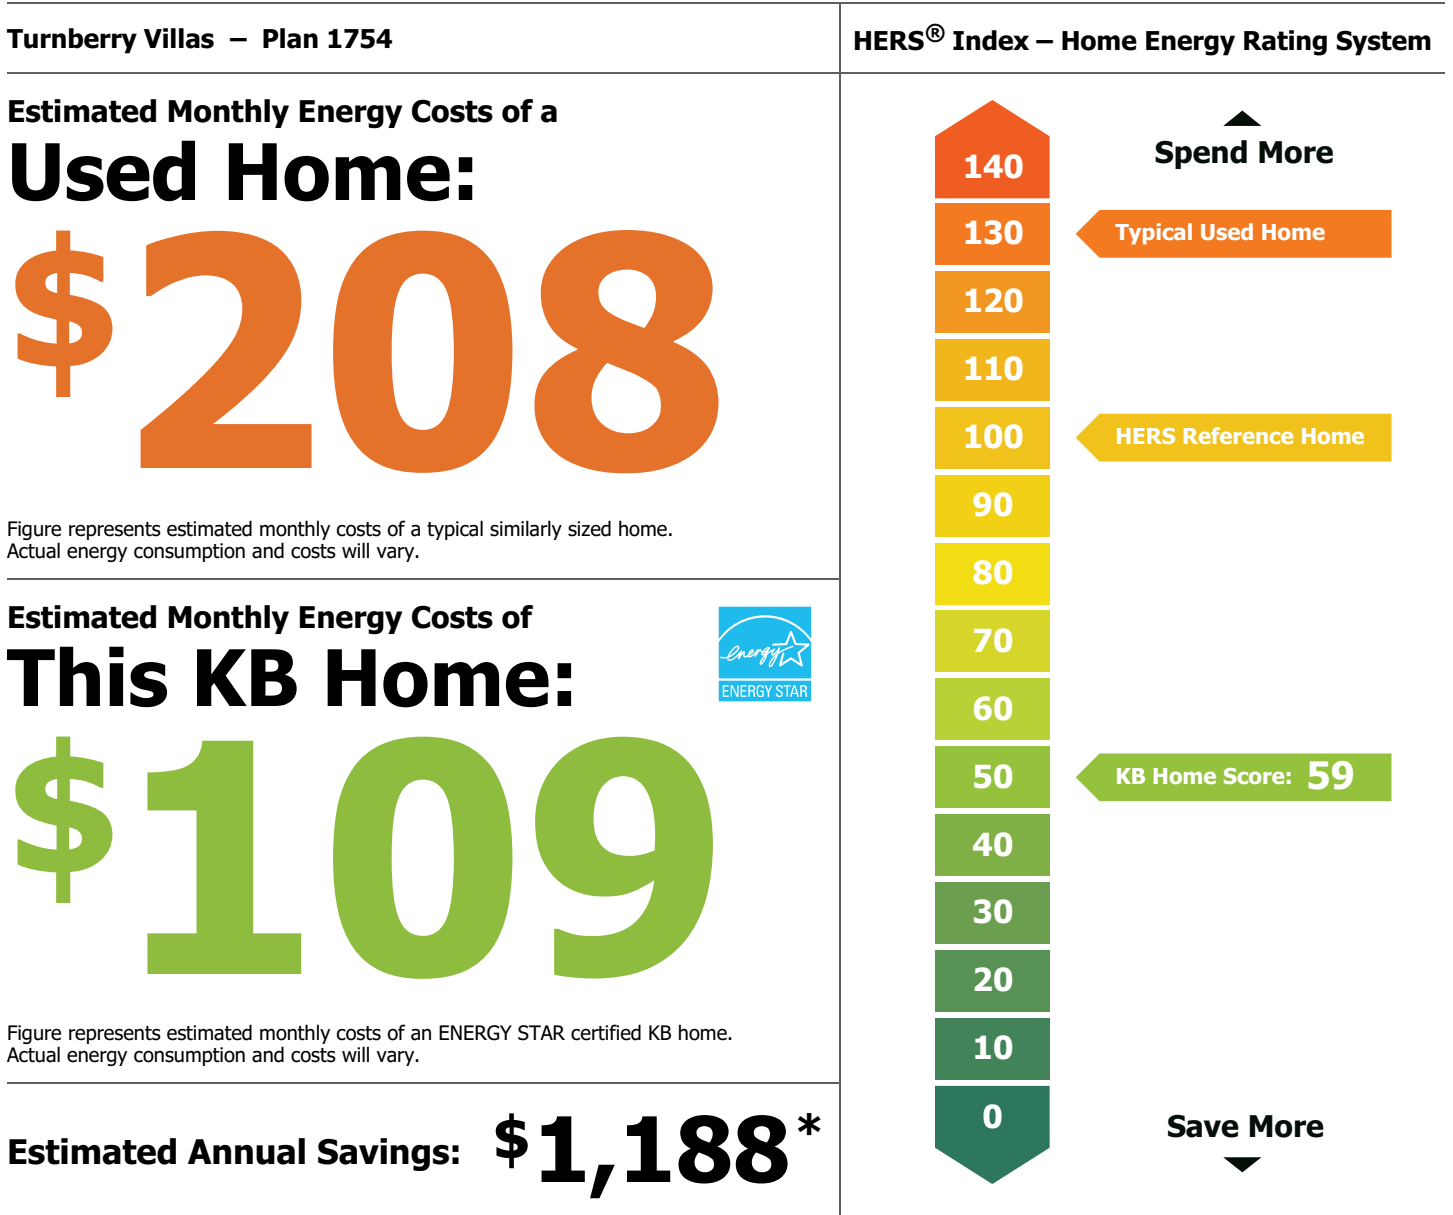 Turnberry Villas – Plan 1754
Estimated Monthly Energy Costs of a
Used Home:
$208
Figure represents estimated monthly costs of a typical similarly sized home.
Actual energy consumption and costs will vary.
Estimated Monthly Energy Costs of
This KB Home:
energy
ENERGY STAR
$109
Figure represents estimated monthly costs of an ENERGY STAR certified KB home.
Actual energy consumption and costs will vary.
Estimated Annual Savings: $1,188*
HERS® Index – Home Energy Rating System
Spend More
140
130 Typical Used Home
120
110
100 HERS Reference Home
90
80
70
60
50 KB Home Score: 59
40
30
20
10
0
Save More